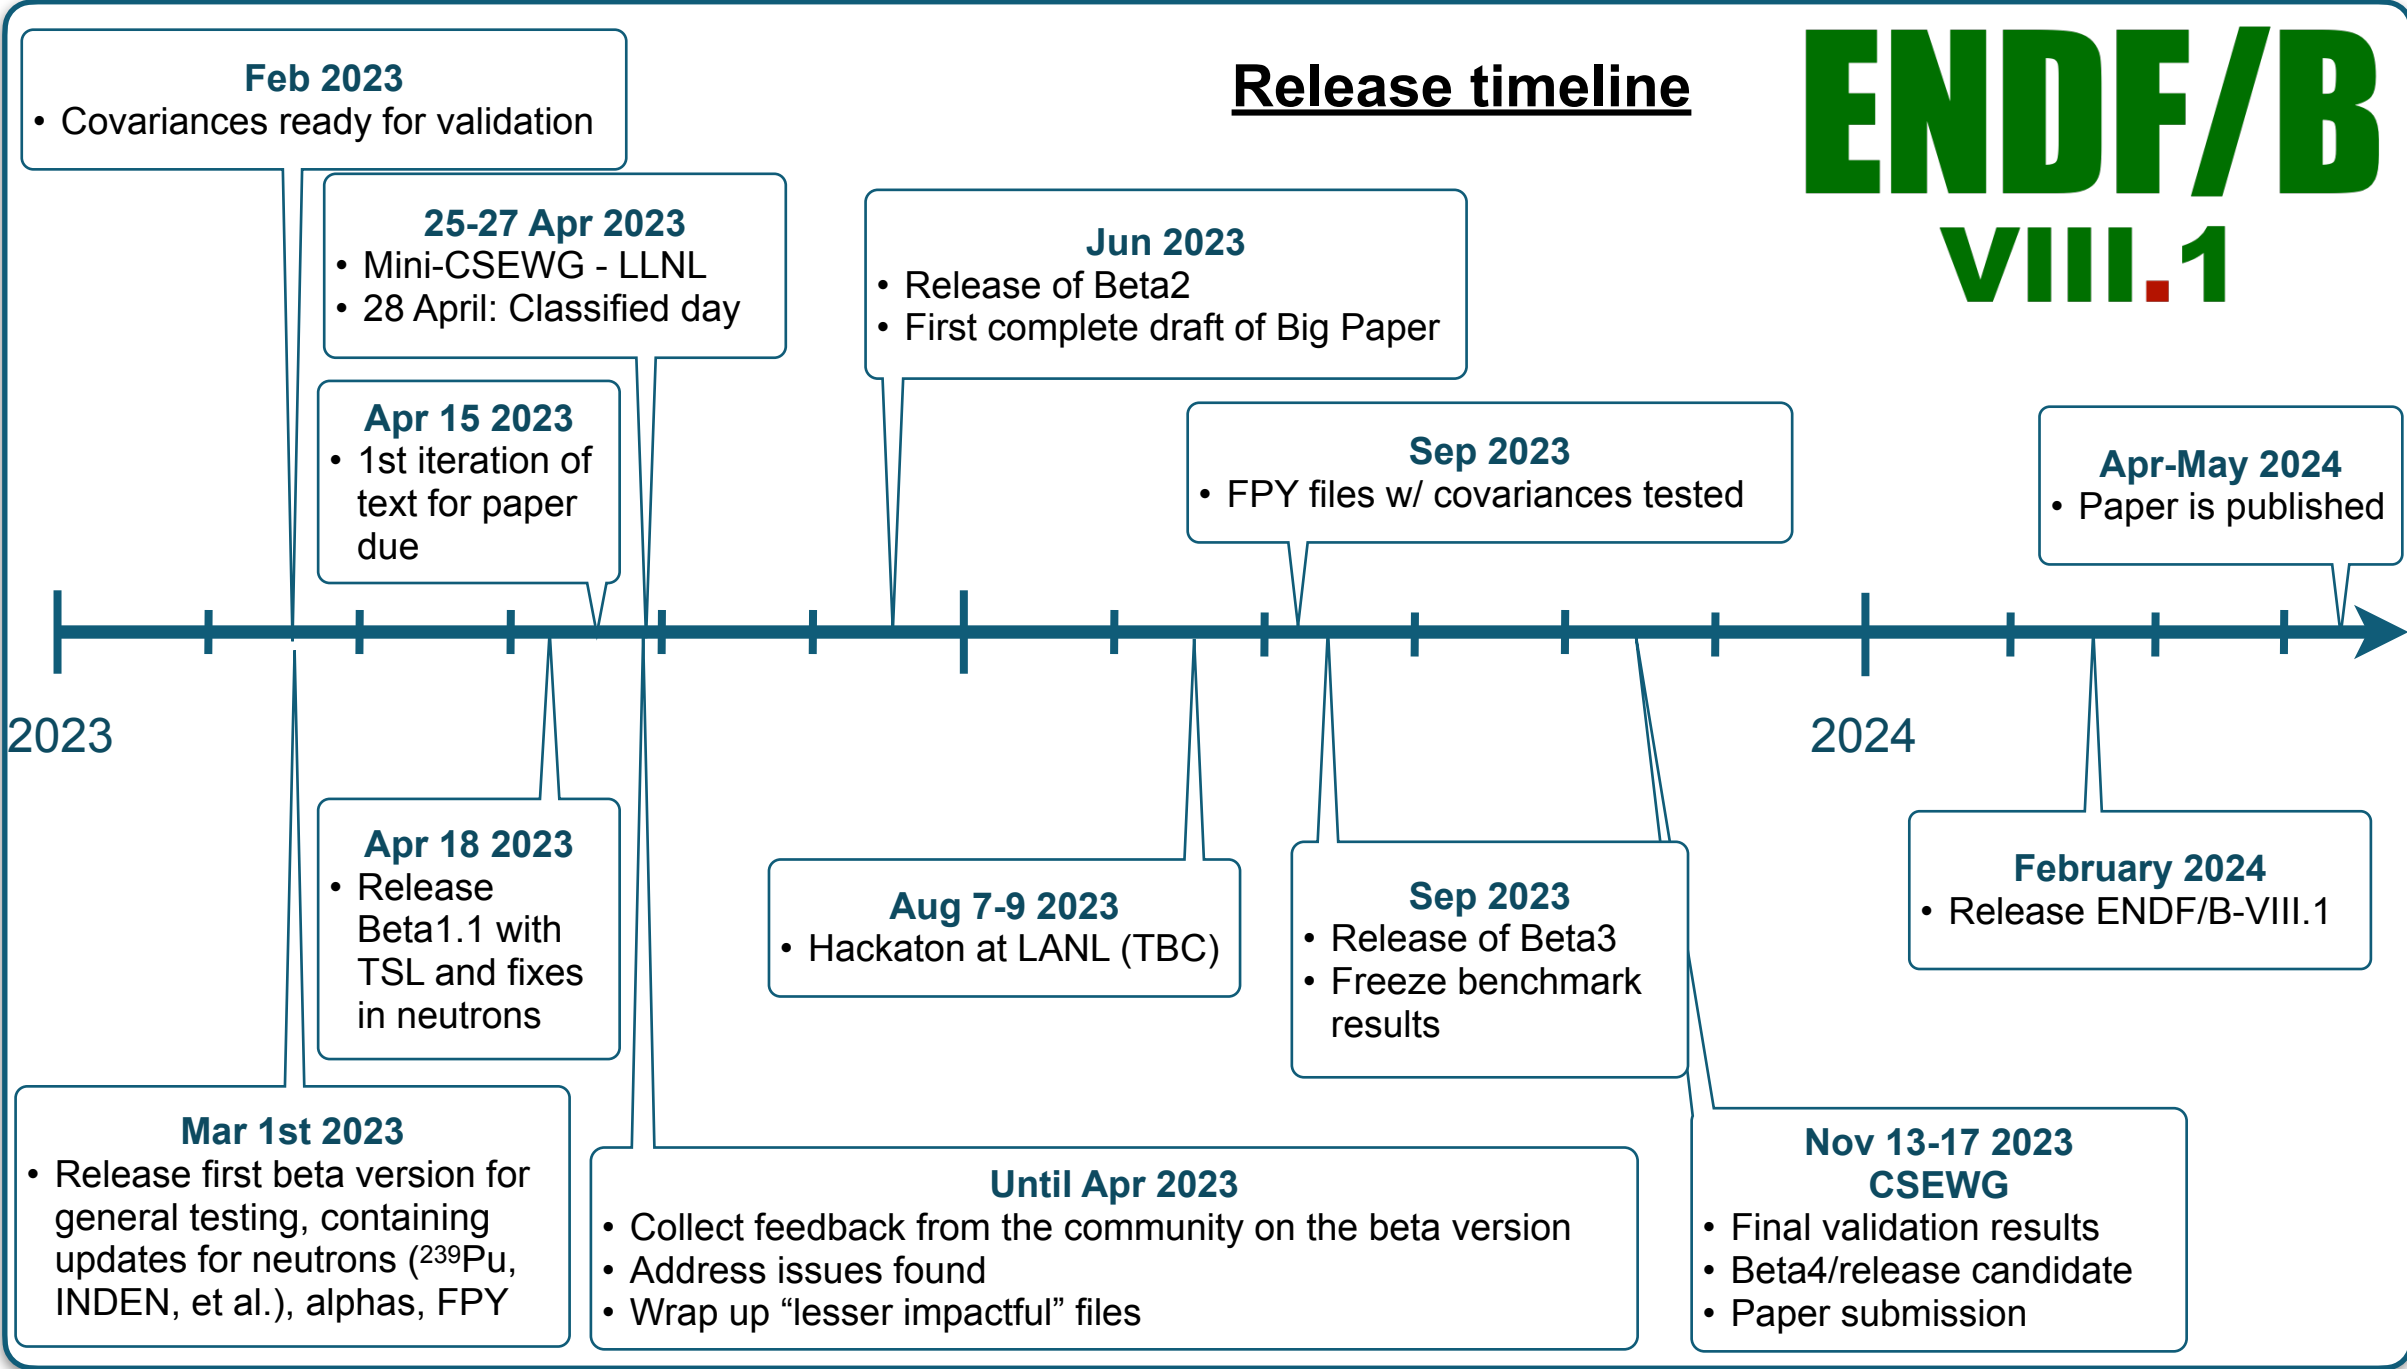 Release timeline
ENDF/B
VIII.1
Feb 2023
• Covariances ready for validation
25-27 Apr 2023
• Mini-CSEWG - LLNL
• 28 April: Classified day
Jun 2023
• Release of Beta2
• First complete draft of Big Paper
Apr 15 2023
• 1st iteration of
text for paper
due
Sep 2023
• FPY files w/ covariances tested
Apr-May 2024
• Paper is published
2023
2024
Apr 18 2023
• Release
Beta1.1 with
TSL and fixes
in neutrons
Aug 7-9 2023
• Hackaton at LANL (TBC)
Sep 2023
• Release of Beta3
• Freeze benchmark
results
February 2024
• Release ENDF/B-VIII.1
Mar 1st 2023
• Release first beta version for
general testing, containing
updates for neutrons (²³⁹Pu,
INDEN, et al.), alphas, FPY
Until Apr 2023
• Collect feedback from the community on the beta version
• Address issues found
• Wrap up “lesser impactful” files
Nov 13-17 2023
CSEWG
• Final validation results
• Beta4/release candidate
• Paper submission